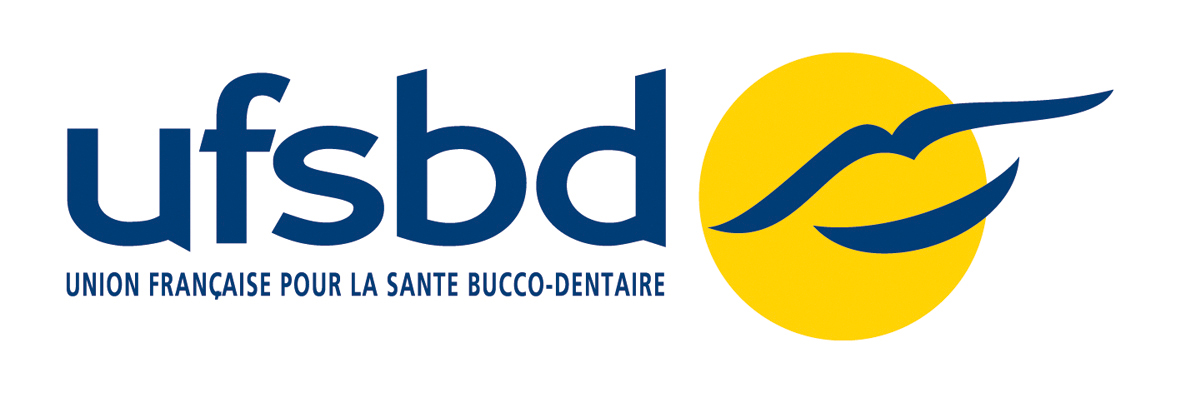 ufsbd
UNION FRANÇAISE POUR LA SANTE BUCCO-DENTAIRE